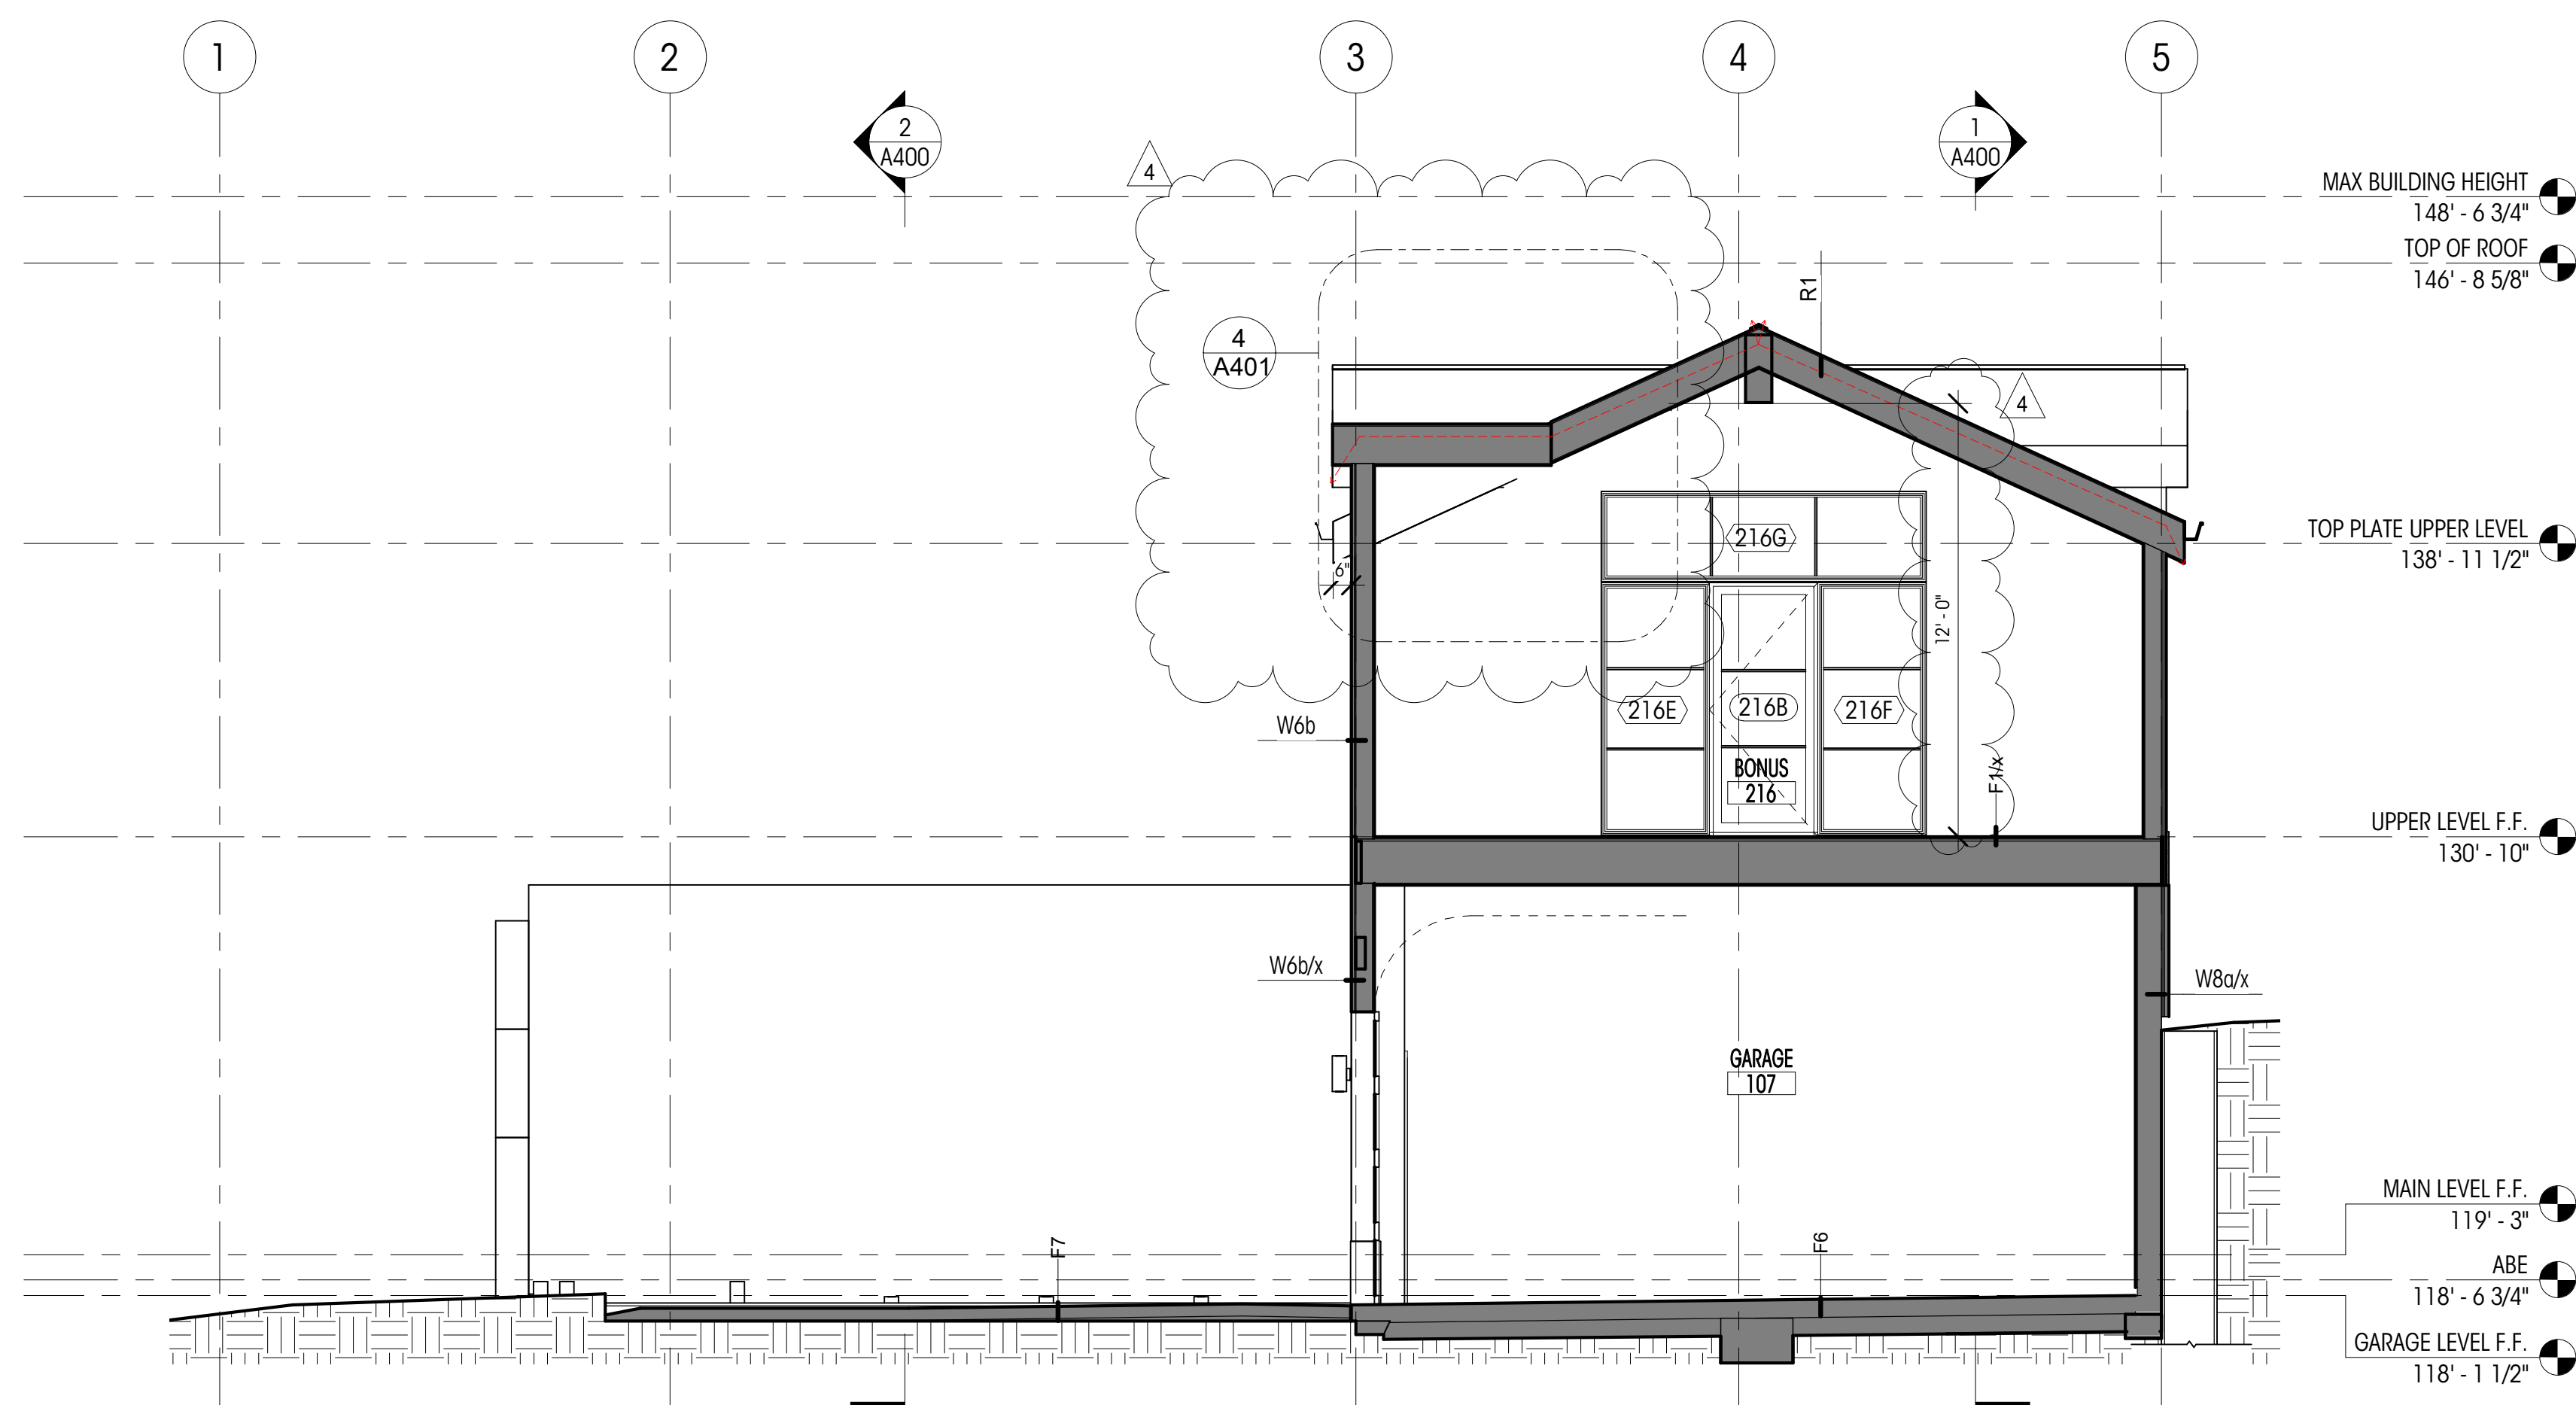 1
2
3
4
5
2
A400
1
A400
4
MAX BUILDING HEIGHT
148' - 6 3/4"
TOP OF ROOF
146' - 8 5/8"
R1
4
A401
4
TOP PLATE UPPER LEVEL
138' - 11 1/2"
216G
6"
12' - 0"
216E
216B
216F
W6b
BONUS
216
F1/x
UPPER LEVEL F.F.
130' - 10"
W6b/x
W8a/x
GARAGE
107
MAIN LEVEL F.F.
119' - 3"
F7
F6
ABE
118' - 6 3/4"
GARAGE LEVEL F.F.
118' - 1 1/2"